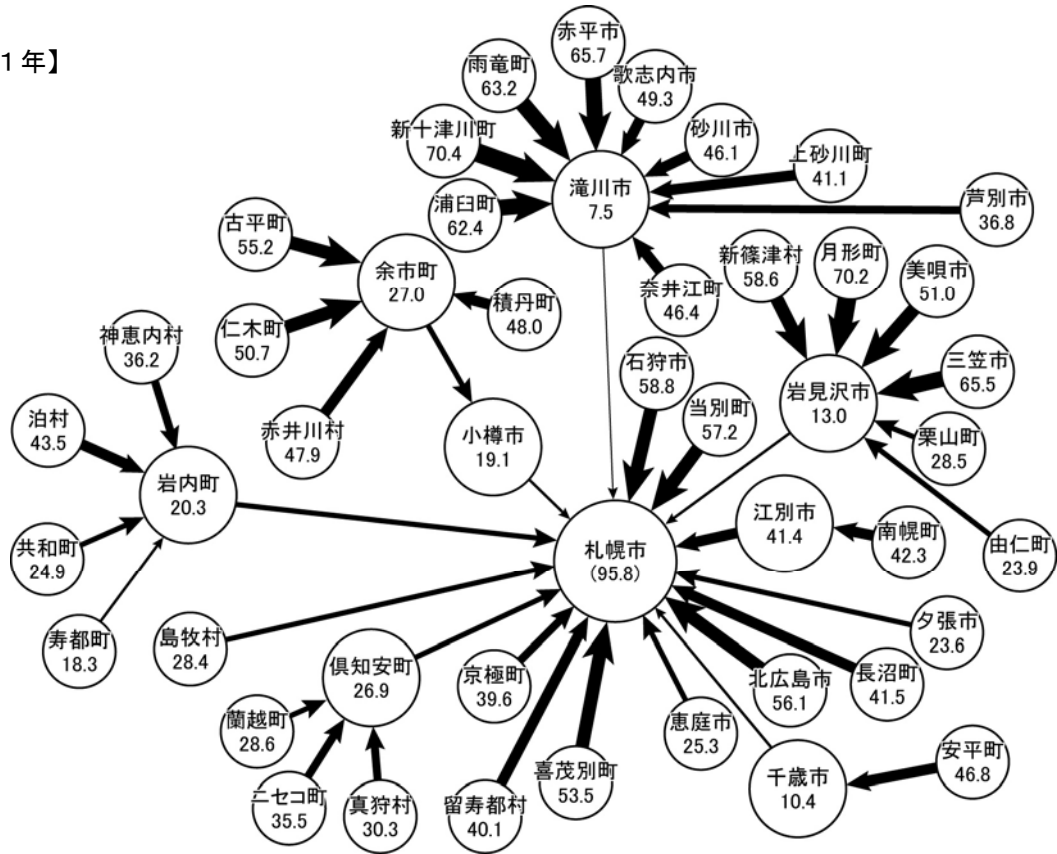 1 年】
赤平市
65.7
雨竜町
63.2
歌志内市
49.3
新十津川町
70.4
砂川市
46.1
上砂川町
41.1
滝川市
7.5
浦臼町
62.4
芦別市
36.8
古平町
55.2
余市町
27.0
新篠津村
58.6
月形町
70.2
美唄市
51.0
奈井江町
46.4
積丹町
48.0
仁木町
50.7
神恵内村
36.2
石狩市
58.8
三笠市
65.5
岩見沢市
13.0
当別町
57.2
泊村
43.5
赤井川村
47.9
小樽市
19.1
栗山町
28.5
岩内町
20.3
江別市
41.4
南幌町
42.3
由仁町
23.9
札幌市
(95.8)
共和町
24.9
寿都町
18.3
島牧村
28.4
夕張市
23.6
倶知安町
26.9
京極町
39.6
北広島市
56.1
長沼町
41.5
蘭越町
28.6
恵庭市
25.3
ニセコ町
35.5
真狩村
30.3
留寿都村
40.1
喜茂別町
53.5
千歳市
10.4
安平町
46.8